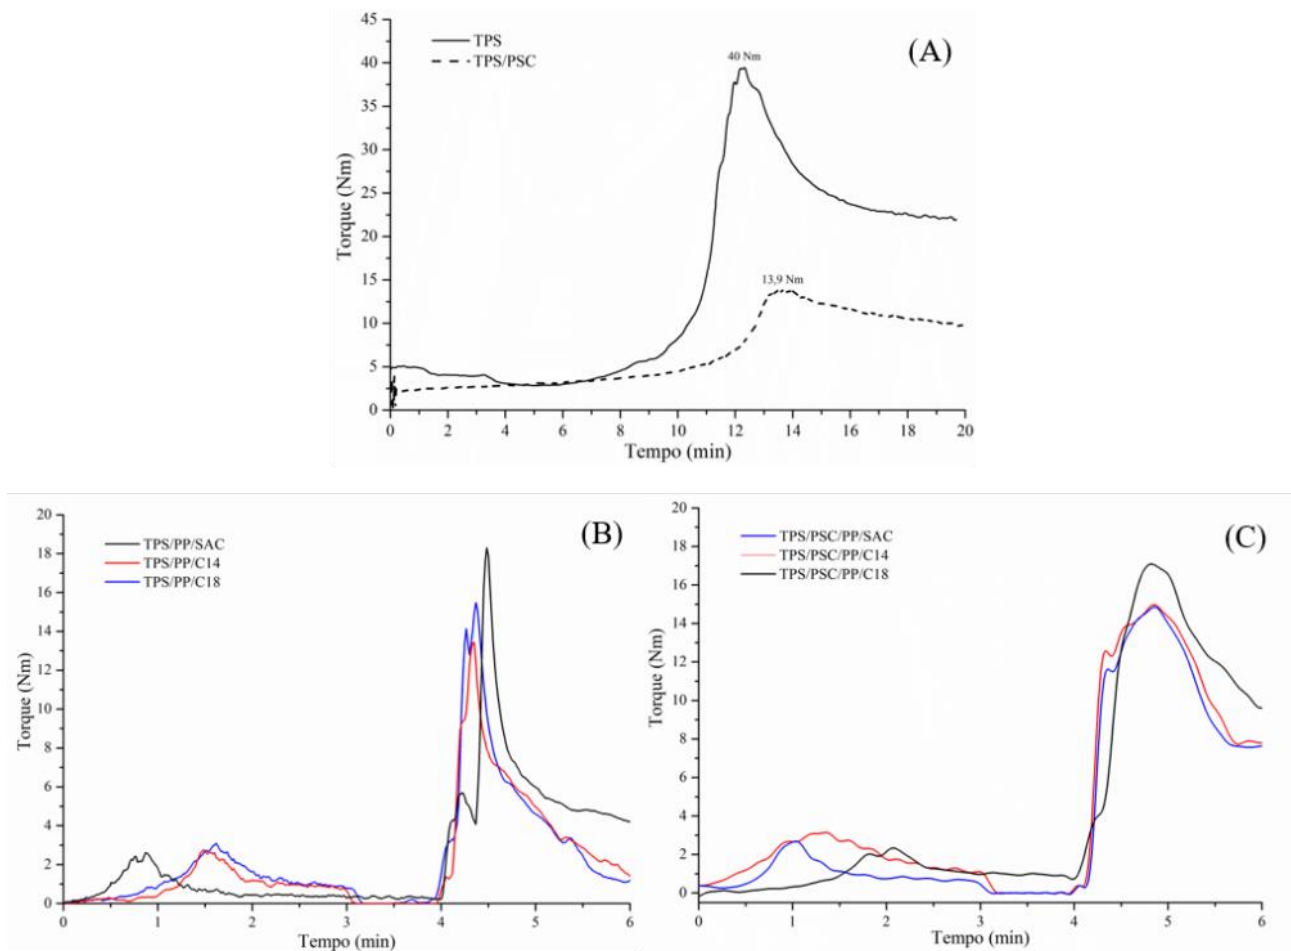 (A)
TPS
TPS/PSC
40 Nm
13,9 Nm
Torque (Nm)
45
40
35
30
25
20
15
10
5
0
0 2 4 6 8 10 12 14 16 18 20
Tempo (min)
(B)
TPS/PP/SAC
TPS/PP/C14
TPS/PP/C18
Torque (Nm)
20
18
16
14
12
10
8
6
4
2
0
0 1 2 3 4 5 6
Tempo (min)
(C)
TPS/PSC/PP/SAC
TPS/PSC/PP/C14
TPS/PSC/PP/C18
Torque (Nm)
20
18
16
14
12
10
8
6
4
2
0
0 1 2 3 4 5 6
Tempo (min)